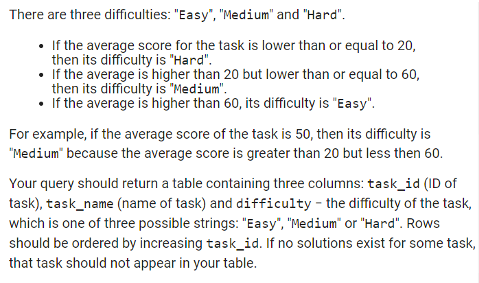 There are three difficulties: "Easy", "Medium" and "Hard".
• If the average score for the task is lower than or equal to 20,
then its difficulty is "Hard".
• If the average is higher than 20 but lower than or equal to 60,
then its difficulty is "Medium".
• If the average is higher than 60, its difficulty is "Easy".
For example, if the average score of the task is 50, then its difficulty is
"Medium" because the average score is greater than 20 but less then 60.
Your query should return a table containing three columns: task_id (ID of
task), task_name (name of task) and difficulty - the difficulty of the task,
which is one of three possible strings: "Easy", "Medium" or "Hard". Rows
should be ordered by increasing task_id. If no solutions exist for some task,
that task should not appear in your table.